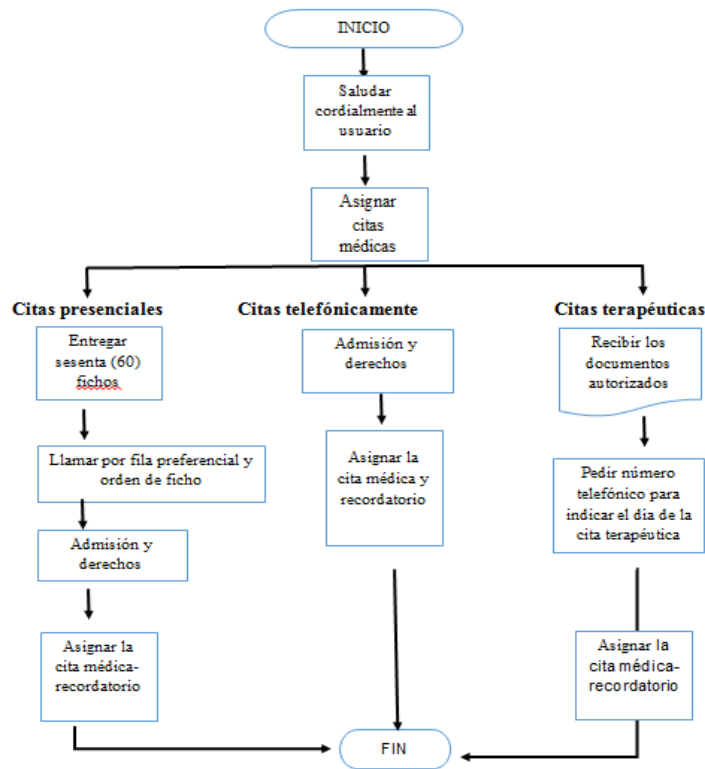 INICIO
Saludar
cordialmente al
usuario
Asignar
citas
médicas
Citas presenciales
Entregar
sesenta (60)
fichos
Llamar por fila preferencial y
orden de ficho
Admisión y
derechos
Asignar la
cita médica-
recordatorio
Citas telefónicamente
Admisión y
derechos
Asignar la
cita médica y
recordatorio
Citas terapéuticas
Recibir los
documentos
autorizados
Pedir número
telefónico para
indicar el día de la
cita terapéutica
Asignar la
cita médica-
recordatorio
FIN